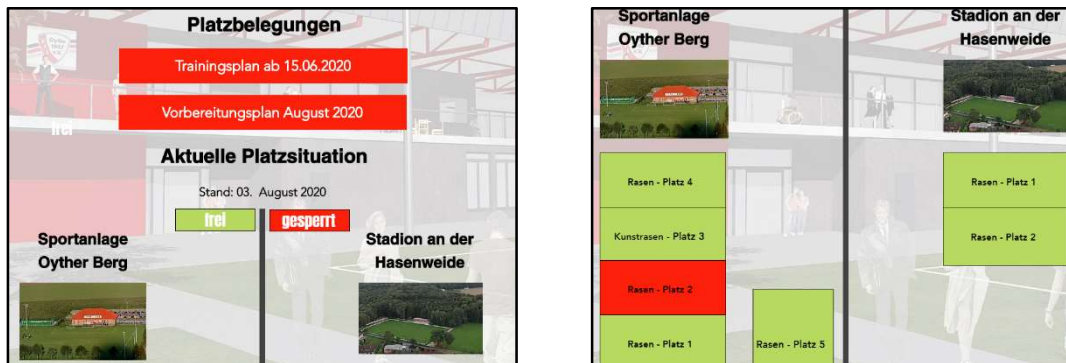 Platzbelegungen
Trainingsplan ab 15.06.2020
Vorbereitungsplan August 2020
frei
Aktuelle Platzsituation
Stand: 03. August 2020
frei
gesperrt
Sportanlage
Oyther Berg
Stadion an der
Hasenweide
Sportanlage
Oyther Berg
Stadion an der
Hasenweide
Rasen - Platz 4
Kunstrasen - Platz 3
Rasen - Platz 2
Rasen - Platz 1
Rasen - Platz 5
Rasen - Platz 1
Rasen - Platz 2